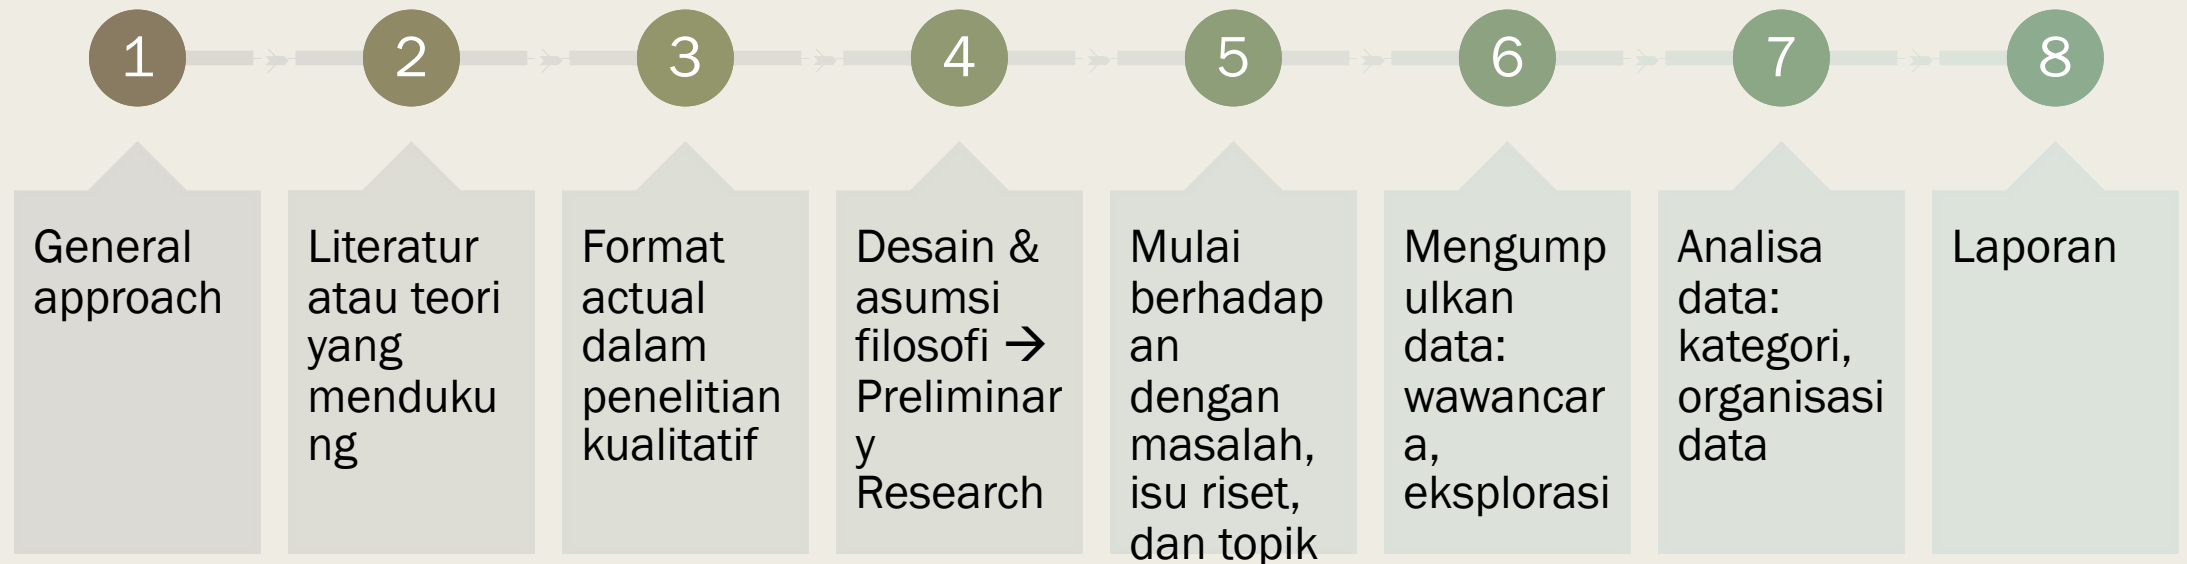 1
General
approach
2
Literatur
atau teori
yang
menduku
ng
3
Format
actual
dalam
penelitian
kualitatif
4
Desain &
asumsi
filosofi →
Preliminar
y
Research
5
Mulai
berhadap
an
dengan
masalah,
isu riset,
dan topik
6
Mengump
ulkan
data:
wawancar
a,
eksplorasi
7
Analisa
data:
kategori,
organisasi
data
8
Laporan